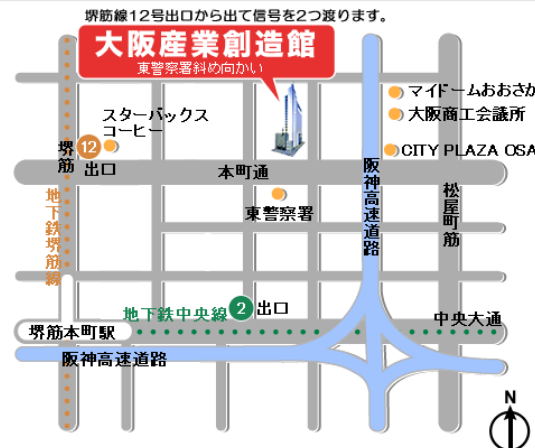 堺筋線12号出口から出て信号を2つ渡ります。
大阪産業創造館
東警察署斜め向かい
マイドームおおさか
大阪商工会議所
スターバックス
コーヒー
堺筋
12
出口
CITY PLAZA OSA
本町通
阪神高速道路
松屋町筋
東警察署
地下鉄堺筋線
地下鉄中央線
2
出口
中央大通
堺筋本町駅
阪神高速道路
N